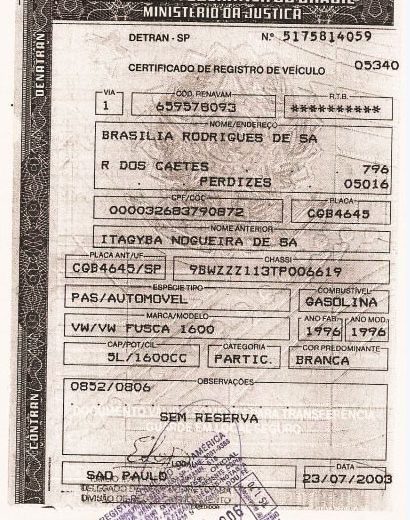 MINISTÉRIO DA JUSTIÇA
DENATRAN
DETRAN - SP Nº 5175814059
CERTIFICADO DE REGISTRO DE VEÍCULO 05340
VIA CÓD. RENAVAM R.T.B.
1 659578093 **********
NOME/ENDEREÇO
BRASILIA RODRIGUES DE SA
R DOS CAETES 796
PERDIZES 05016
CPF/CGC PLACA
000032683790872 CGB4645
NOME ANTERIOR
ITAGYBA NOGUEIRA DE SA
PLACA ANT/UF CHASSI
CGB4645/SP 9BWZZZ113TP006619
ESPÉCIE TIPO COMBUSTÍVEL
PAS/AUTOMOVEL GASOLINA
MARCA/MODELO ANO FAB. ANO MOD.
VW/VW FUSCA 1600 1996 1996
CAP/POT/CIL CATEGORIA COR PREDOMINANTE
5L/1600CC PARTIC. BRANCA
OBSERVAÇÕES
0852/0806
SEM RESERVA
CONTRAN
LOCAL DATA
SAO PAULO 23/07/2003